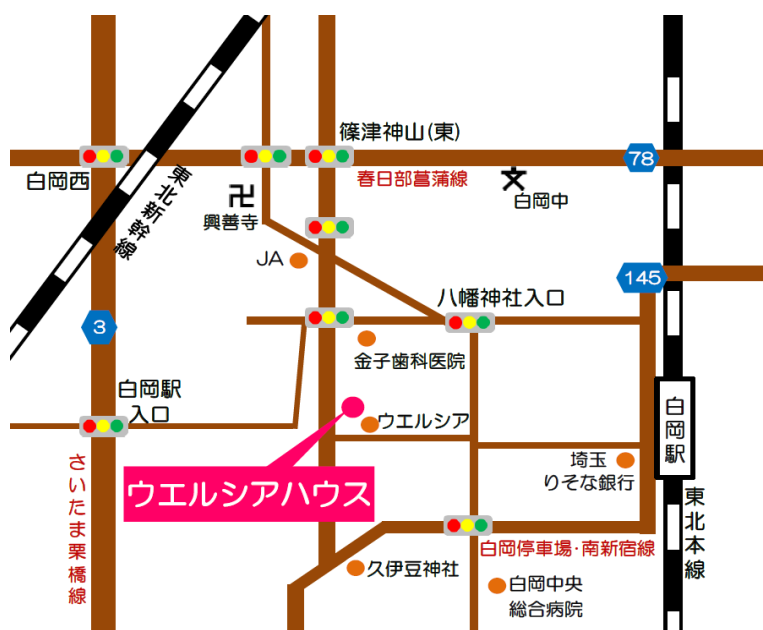 篠津神山(東)
78
白岡西
春日部菖蒲線
東北新幹線
興善寺
白岡中
JA
145
八幡神社入口
3
金子歯科医院
白岡駅
入口
白岡駅
ウエルシア
さいたま栗橋線
埼玉
りそな銀行
ウエルシアハウス
東北本線
白岡停車場・南新宿線
久伊豆神社
白岡中央
総合病院